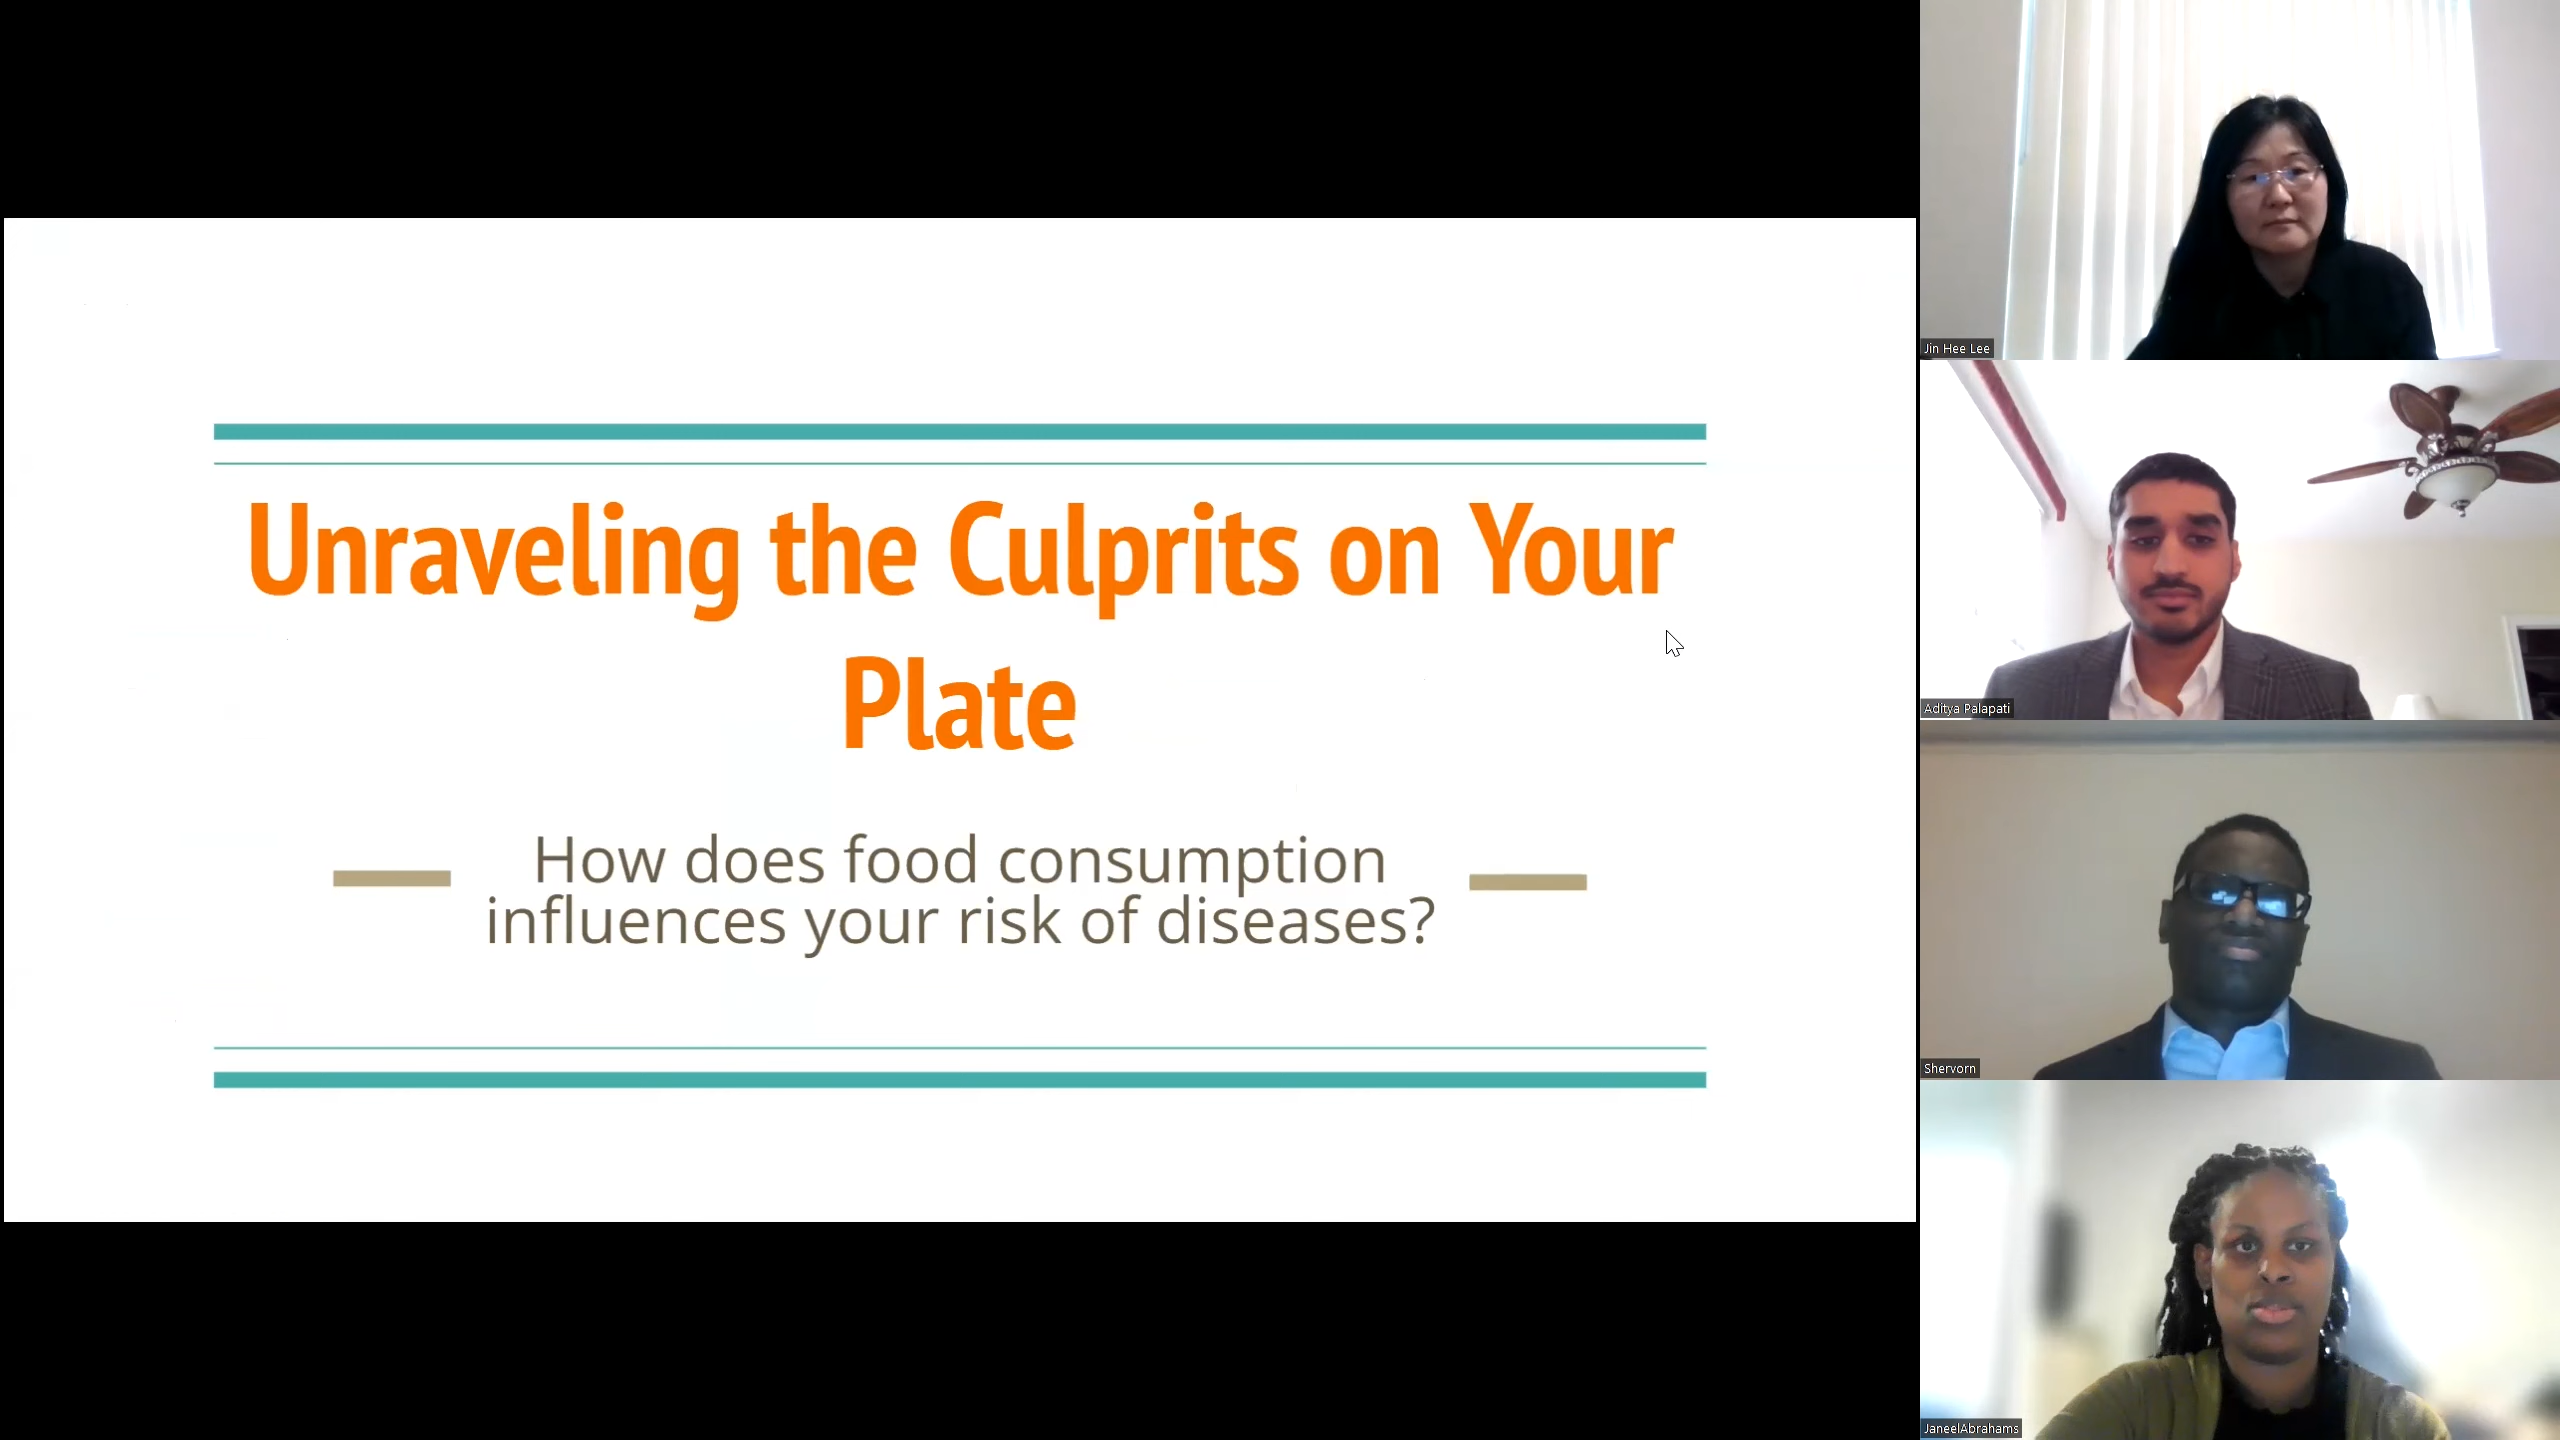 Unraveling the Culprits on Your
Plate
How does food consumption
influences your risk of diseases?
Jin Hee Lee
Aditya Palapati
Shervorn
JaneelAbrahams